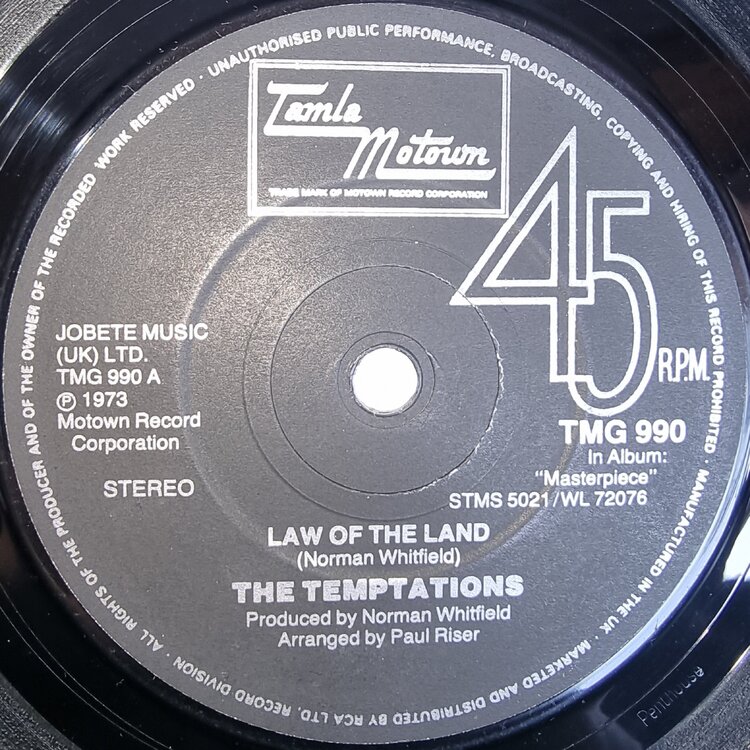 UNAUTHORISED PUBLIC PERFORMANCE, BROADCASTING, COPYING AND HIRING OF THIS RECORD PROHIBITED · MANUFACTURED IN THE UK · MARKETED AND DISTRIBUTED BY RCA LTD, RECORD DIVISION · ALL RIGHTS OF THE PRODUCER AND OF THE OWNER OF THE RECORDED WORK RESERVED ·
Tamla
Motown
TRADE MARK OF MOTOWN RECORD CORPORATION
45
R.P.M.
JOBETE MUSIC
(UK) LTD.
TMG 990 A
℗ 1973
Motown Record
Corporation
STEREO
TMG 990
In Album:
"Masterpiece"
STMS 5021/WL 72076
LAW OF THE LAND
(Norman Whitfield)
THE TEMPTATIONS
Produced by Norman Whitfield
Arranged by Paul Riser
Penthouse